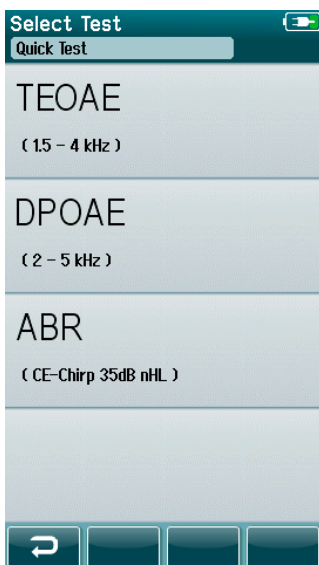 Select Test
Quick Test
TEOAE
( 1.5 – 4 kHz )
DPOAE
( 2 – 5 kHz )
ABR
( CE-Chirp 35dB nHL )